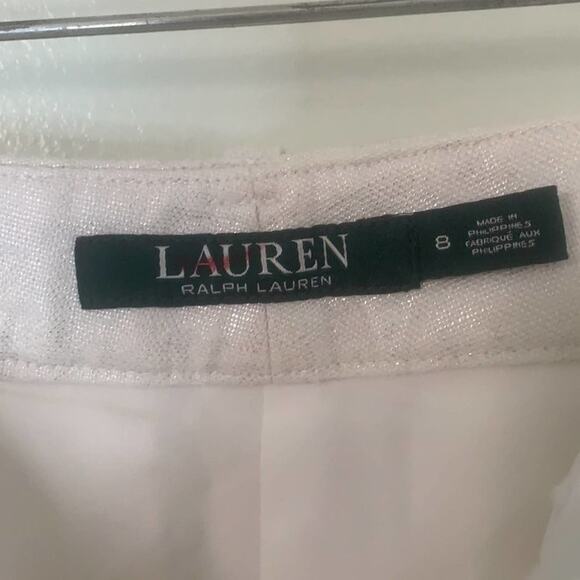 LAUREN
RALPH LAUREN
8
MADE IN
PHILIPPINES
FABRIQUÉ AUX
PHILIPPINES